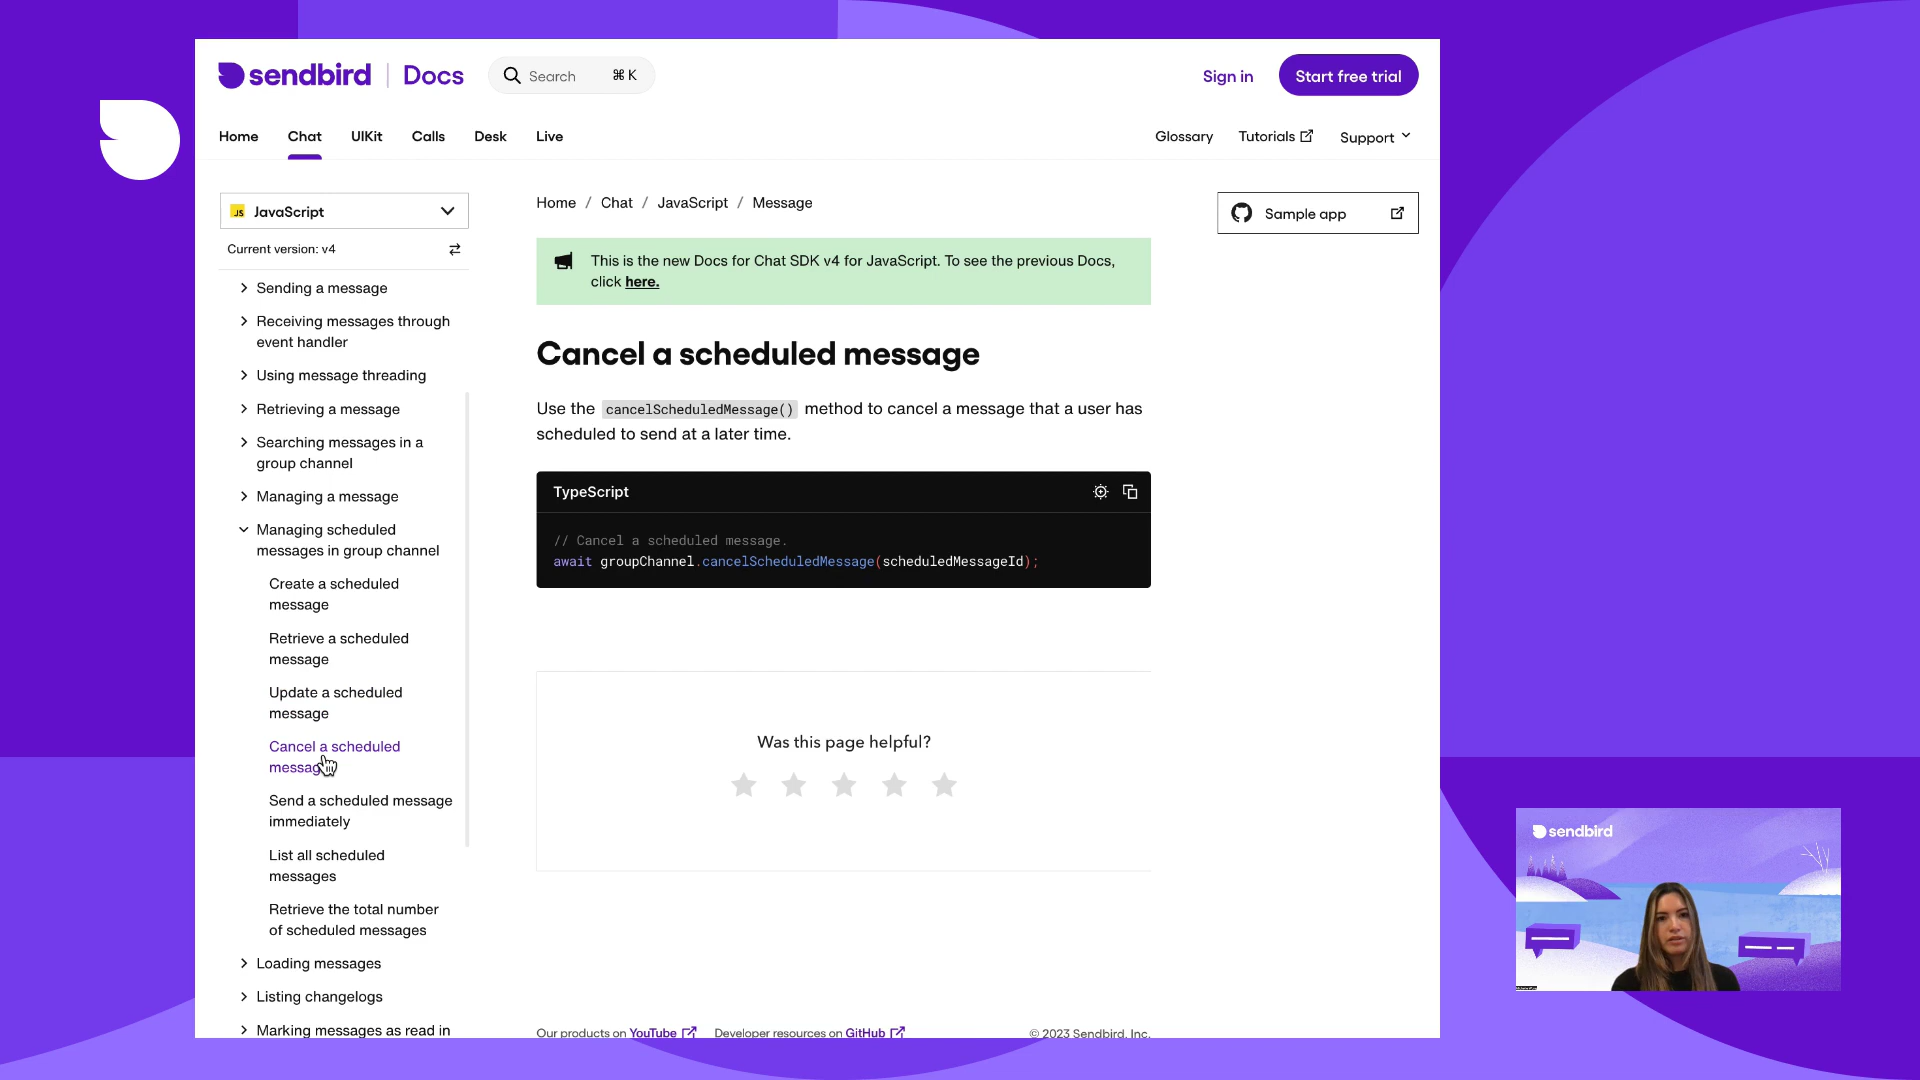 sendbird | Docs
Search ⌘ K
Sign in
Start free trial
Home
Chat
UIKit
Calls
Desk
Live
Glossary
Tutorials
Support
JS JavaScript
Current version: v4
Sending a message
Receiving messages through
event handler
Using message threading
Retrieving a message
Searching messages in a
group channel
Managing a message
Managing scheduled
messages in group channel
Create a scheduled
message
Retrieve a scheduled
message
Update a scheduled
message
Cancel a scheduled
messag
Send a scheduled message
immediately
List all scheduled
messages
Retrieve the total number
of scheduled messages
Loading messages
Listing changelogs
Marking messages as read in
Home / Chat / JavaScript / Message
This is the new Docs for Chat SDK v4 for JavaScript. To see the previous Docs,
click here.
Cancel a scheduled message
Use the cancelScheduledMessage() method to cancel a message that a user has
scheduled to send at a later time.
TypeScript
// Cancel a scheduled message.
await groupChannel.cancelScheduledMessage(scheduledMessageId);
Was this page helpful?
Our products on YouTube
Developer resources on GitHub
© 2023 Sendbird, Inc.
Sample app
sendbird